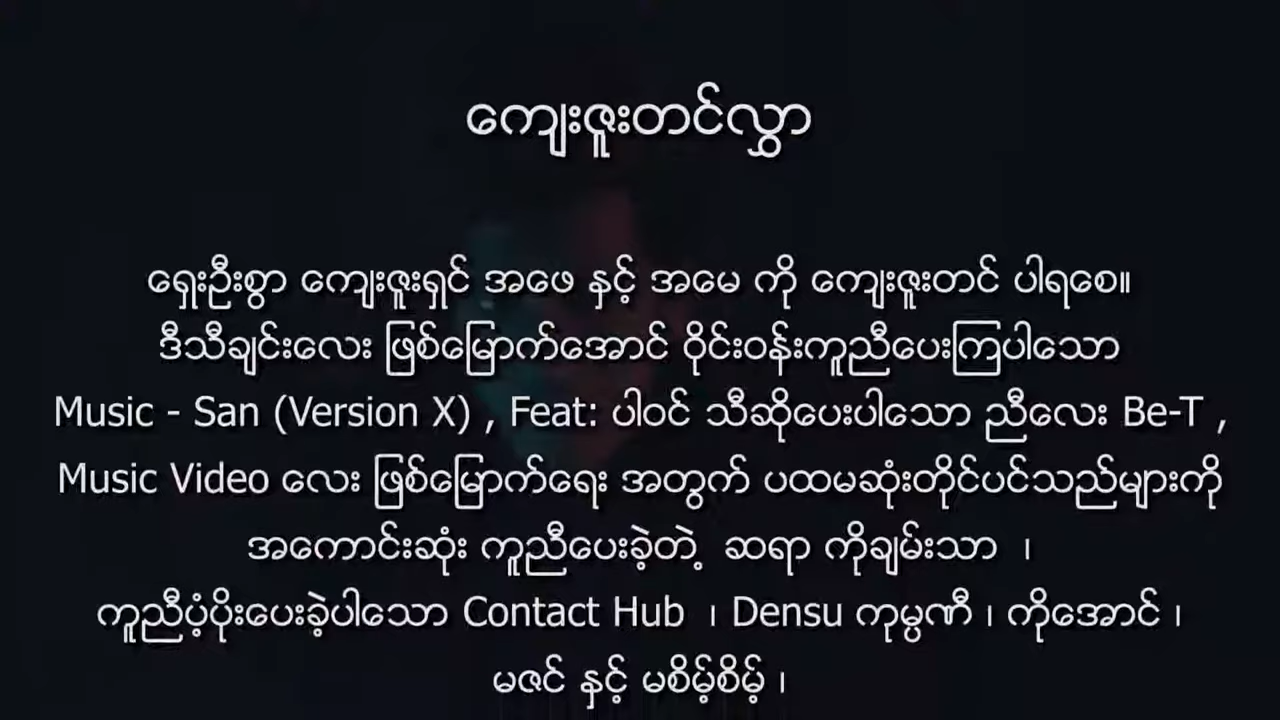 ကျေးဇူးတင်လွှာ
ရှေးဦးစွာ ကျေးဇူးရှင် အဖေ နှင့် အမေ ကို ကျေးဇူးတင် ပါရစေ။
ဒီသီချင်းလေး ဖြစ်မြောက်အောင် ဝိုင်းဝန်းကူညီပေးကြပါသော
Music - San (Version X) , Feat: ပါဝင် သီဆိုပေးပါသော ညီလေး Be-T ,
Music Video လေး ဖြစ်မြောက်ရေး အတွက် ပထမဆုံးတိုင်ပင်သည်များကို
အကောင်းဆုံး ကူညီပေးခဲ့တဲ့ ဆရာ ကိုချမ်းသာ ၊
ကူညီပံ့ပိုးပေးခဲ့ပါသော Contact Hub ၊ Densu ကုမ္ပဏီ ၊ ကိုအောင် ၊
မဇင် နှင့် မစိမ့်စိမ့် ၊